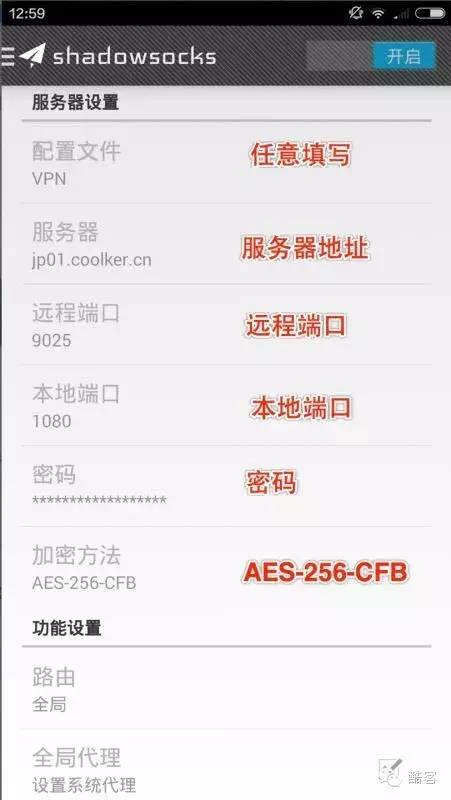 12:59
shadowsocks
开启
服务器设置
配置文件
任意填写
VPN
服务器
服务器地址
jp01.coolker.cn
远程端口
远程端口
9025
本地端口
本地端口
1080
密码
密码
******************
加密方法
AES-256-CFB
AES-256-CFB
功能设置
路由
全局
全局代理
设置系统代理
酷客